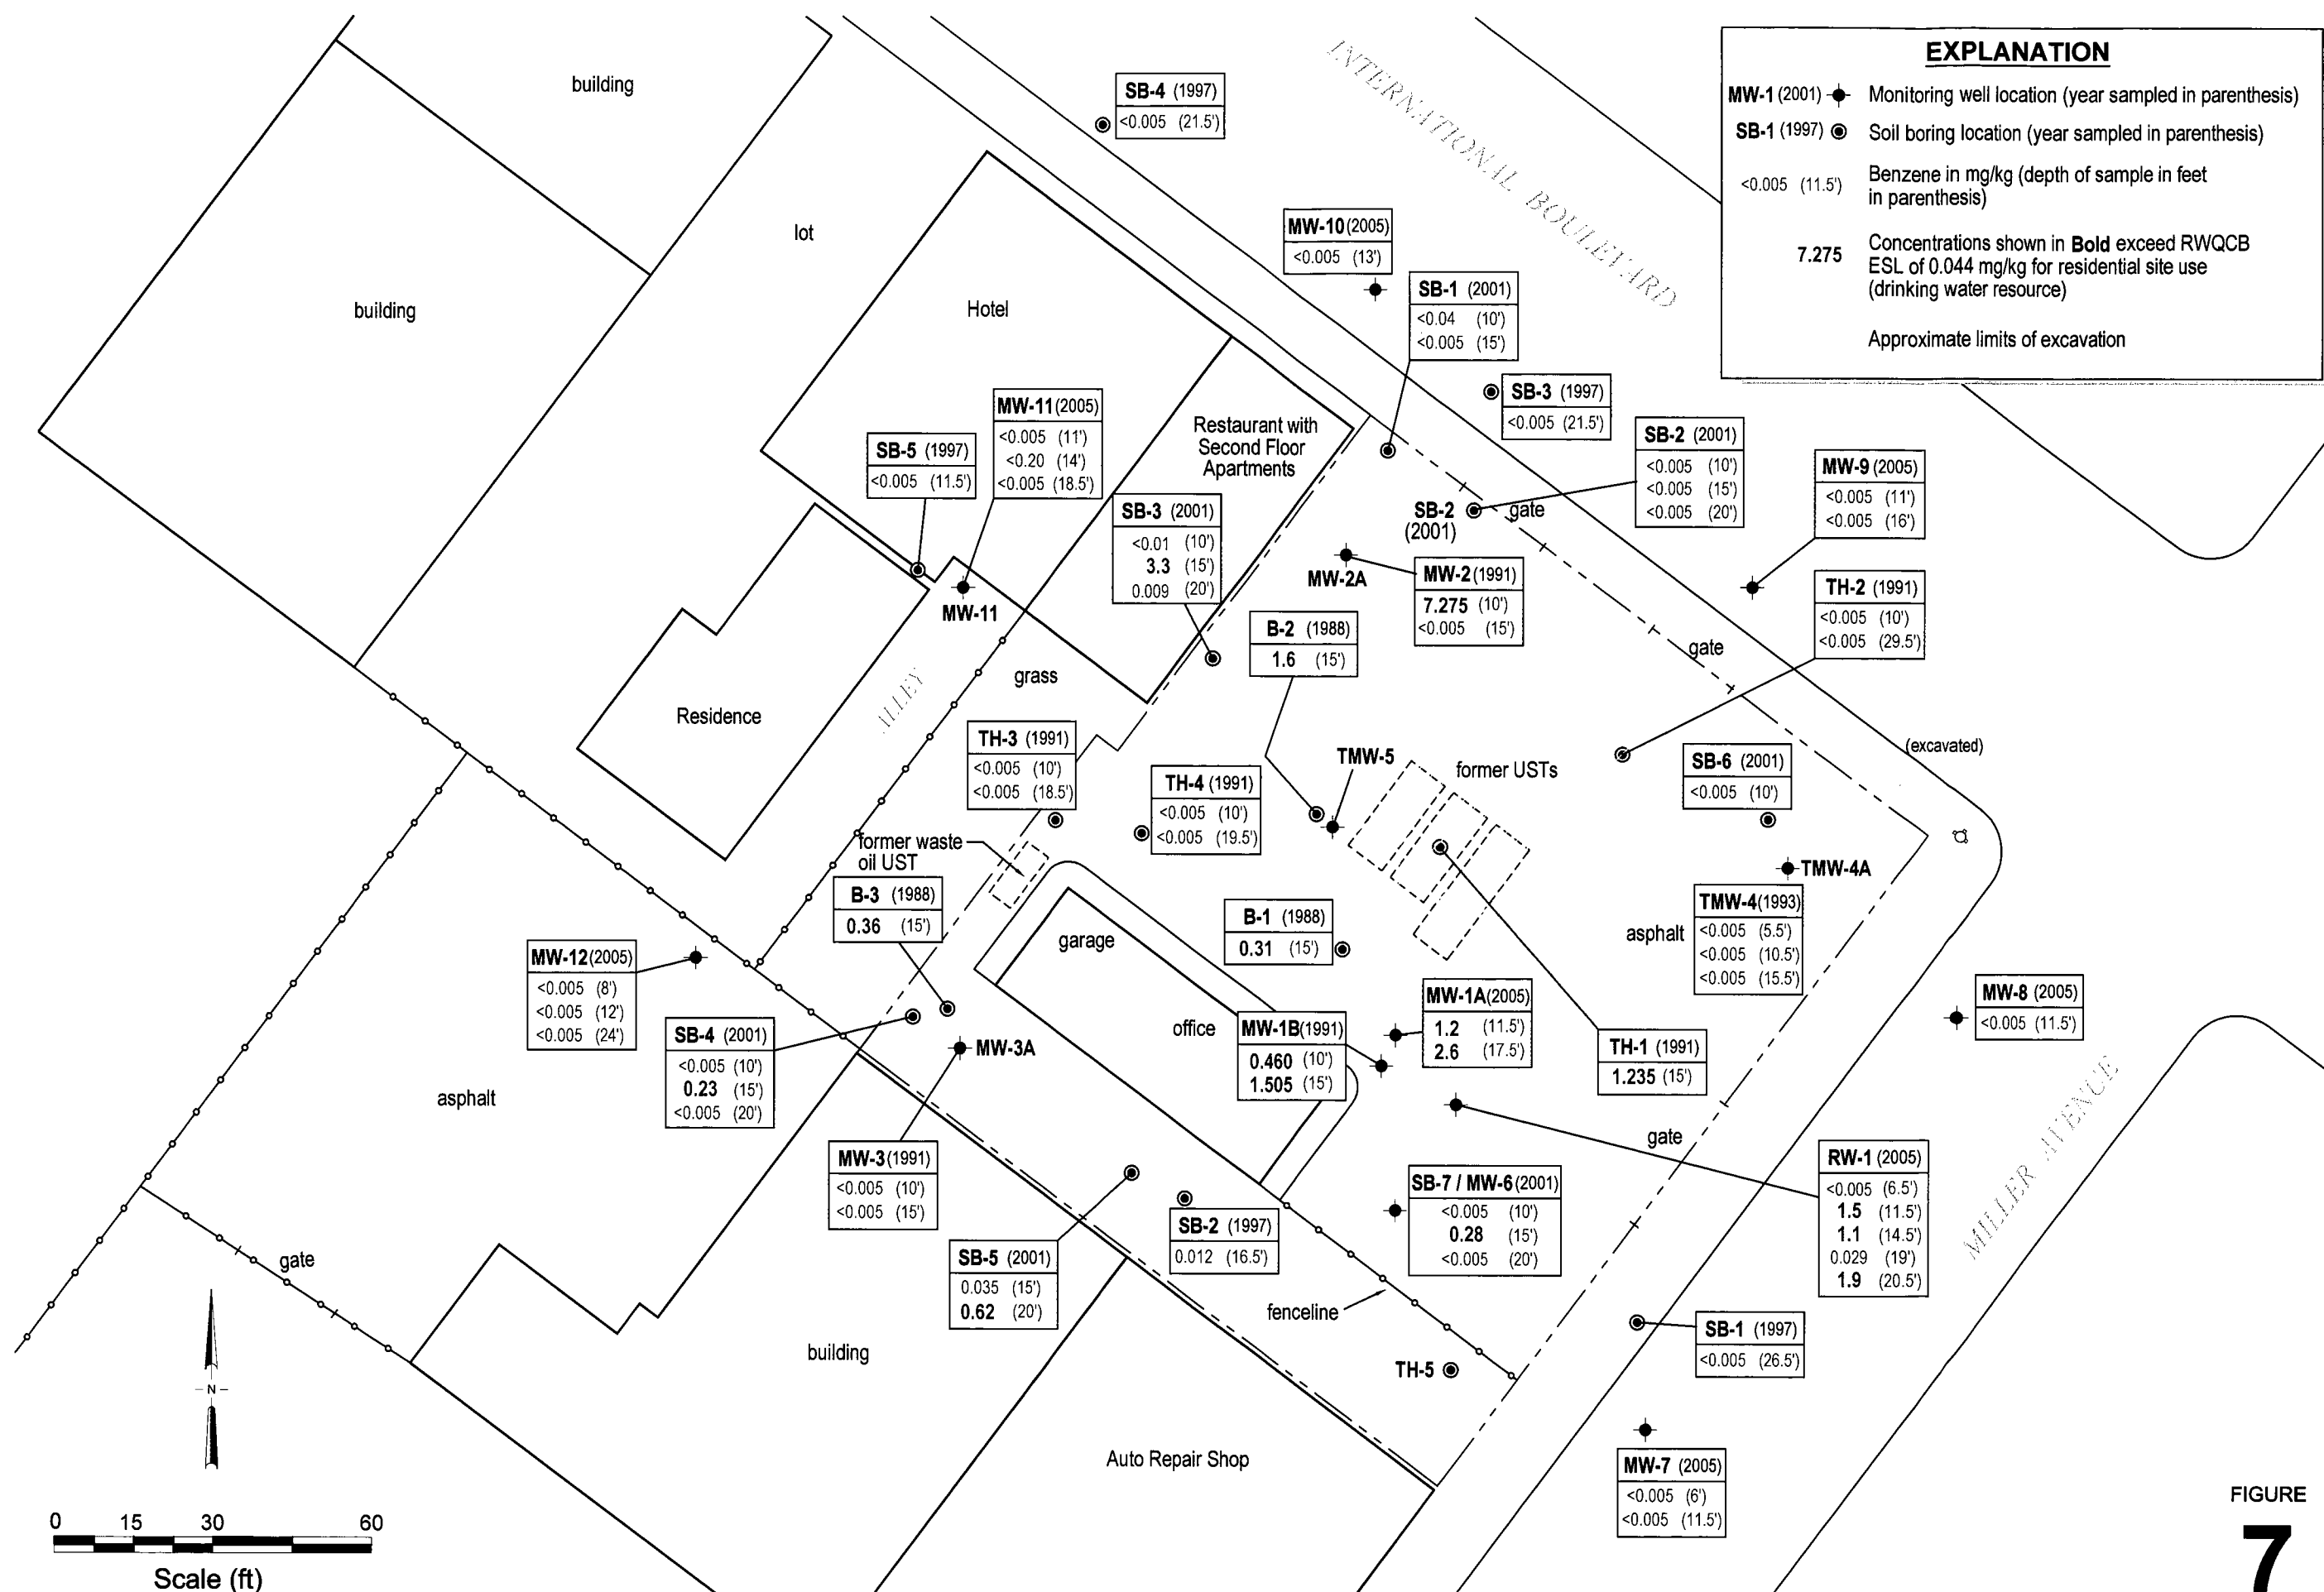 building
SB-4 (1997)
<0.005 (21.5')
INTERNATIONAL BOULEVARD
EXPLANATION
MW-1 (2001) Monitoring well location (year sampled in parenthesis)
SB-1 (1997) Soil boring location (year sampled in parenthesis)
<0.005 (11.5') Benzene in mg/kg (depth of sample in feet
in parenthesis)
7.275 Concentrations shown in Bold exceed RWQCB
ESL of 0.044 mg/kg for residential site use
(drinking water resource)
Approximate limits of excavation
lot
building
Hotel
MW-10 (2005)
<0.005 (13')
SB-1 (2001)
<0.04 (10')
<0.005 (15')
SB-3 (1997)
<0.005 (21.5')
MW-11 (2005)
<0.005 (11')
<0.20 (14')
<0.005 (18.5')
SB-5 (1997)
<0.005 (11.5')
Restaurant with
Second Floor
Apartments
SB-2 (2001)
<0.005 (10')
<0.005 (15')
<0.005 (20')
MW-9 (2005)
<0.005 (11')
<0.005 (16')
SB-3 (2001)
<0.01 (10')
3.3 (15')
0.009 (20')
SB-2
(2001)
gate
MW-2A
MW-2 (1991)
7.275 (10')
<0.005 (15')
TH-2 (1991)
<0.005 (10')
<0.005 (29.5')
MW-11
B-2 (1988)
1.6 (15')
gate
grass
Residence
ALLEY
TH-3 (1991)
<0.005 (10')
<0.005 (18.5')
TH-4 (1991)
<0.005 (10')
<0.005 (19.5')
TMW-5
former USTs
(excavated)
SB-6 (2001)
<0.005 (10')
former waste
oil UST
TMW-4A
B-3 (1988)
0.36 (15')
B-1 (1988)
0.31 (15')
TMW-4 (1993)
<0.005 (5.5')
<0.005 (10.5')
<0.005 (15.5')
asphalt
garage
MW-12 (2005)
<0.005 (8')
<0.005 (12')
<0.005 (24')
MW-8 (2005)
<0.005 (11.5')
MW-1A (2005)
1.2 (11.5')
2.6 (17.5')
office
MW-1B (1991)
0.460 (10')
1.505 (15')
SB-4 (2001)
<0.005 (10')
0.23 (15')
<0.005 (20')
MW-3A
TH-1 (1991)
1.235 (15')
asphalt
MILLER AVENUE
gate
MW-3 (1991)
<0.005 (10')
<0.005 (15')
RW-1 (2005)
<0.005 (6.5')
1.5 (11.5')
1.1 (14.5')
0.029 (19')
1.9 (20.5')
SB-7 / MW-6 (2001)
<0.005 (10')
0.28 (15')
<0.005 (20')
SB-2 (1997)
0.012 (16.5')
SB-5 (2001)
0.035 (15')
0.62 (20')
gate
fenceline
SB-1 (1997)
<0.005 (26.5')
building
TH-5
N
Auto Repair Shop
MW-7 (2005)
<0.005 (6')
<0.005 (11.5')
0 15 30 60
Scale (ft)
FIGURE
7